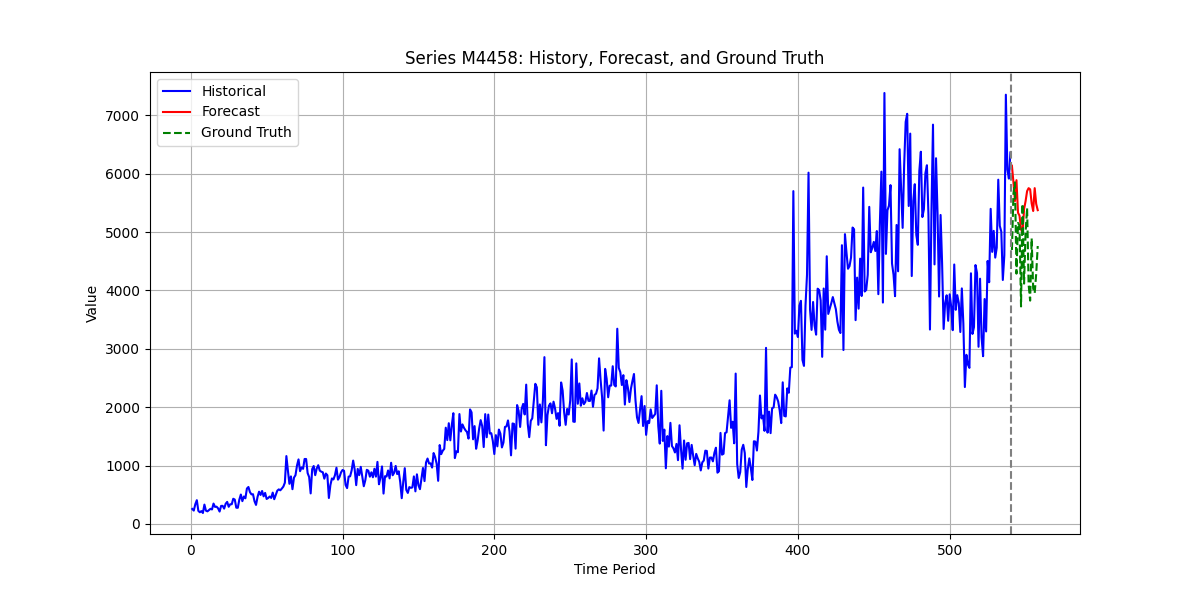 Series M4458: History, Forecast, and Ground Truth
Historical
Forecast
Ground Truth
7000
6000
5000
4000
3000
2000
1000
0
Value
0 100 200 300 400 500
Time Period